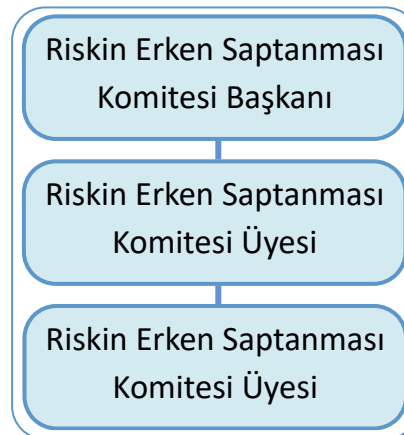 Riskin Erken Saptanması
Komitesi Başkanı
Riskin Erken Saptanması
Komitesi Üyesi
Riskin Erken Saptanması
Komitesi Üyesi